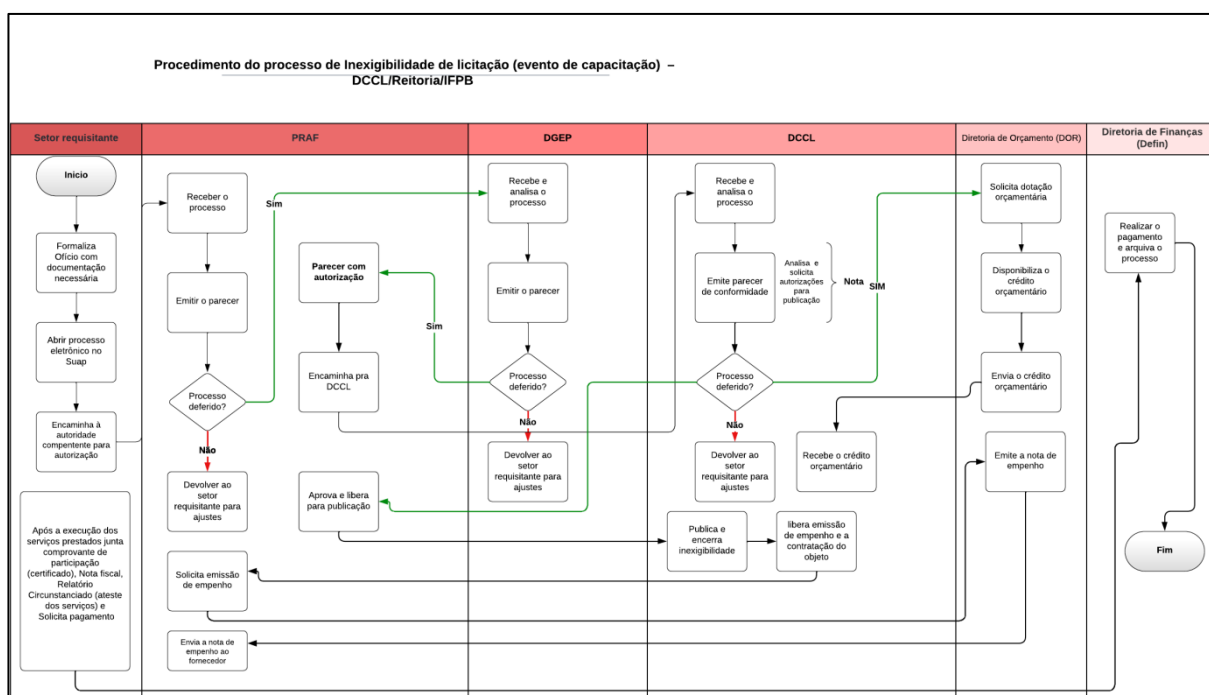 Procedimento do processo de Inexigibilidade de licitação (evento de capacitação) –
DCCL/Reitoria/IFPB
Setor requisitante
PRAF
DGEP
DCCL
Diretoria de Orçamento (DOR)
Diretoria de Finanças
(Defin)
Inicio
Formaliza
Ofício com
documentação
necessária
Abrir processo
eletrônico no
Suap
Encaminha à
autoridade
compentente para
autorização
Após a execução dos
serviços prestados junta
comprovante de
participação
(certificado), Nota fiscal,
Relatório
Circunstanciado (ateste
dos serviços) e
Solicita pagamento
Receber o
processo
Emitir o parecer
Processo
deferido?
Sim
Não
Devolver ao
setor
requisitante para
ajustes
Parecer com
autorização
Encaminha pra
DCCL
Aprova e libera
para publicação
Solicita emissão
de empenho
Envia a nota de
empenho ao
fornecedor
Recebe e
analisa o
processo
Emitir o parecer
Processo
deferido?
Sim
Não
Devolver ao
setor
requisitante para
ajustes
Recebe e
analisa o
processo
Emite parecer
de conformidade
Analisa e
solicita
autorizações
para
publicação
Nota
Processo
deferido?
SIM
Não
Devolver ao
setor
requisitante para
ajustes
Recebe o crédito
orçamentário
Publica e
encerra
inexigibilidade
libera emissão
de empenho e a
contratação do
objeto
Solicita dotação
orçamentária
Disponibiliza o
crédito
orçamentário
Envia o crédito
orçamentário
Emite a nota de
empenho
Realizar o
pagamento
e arquiva o
processo
Fim